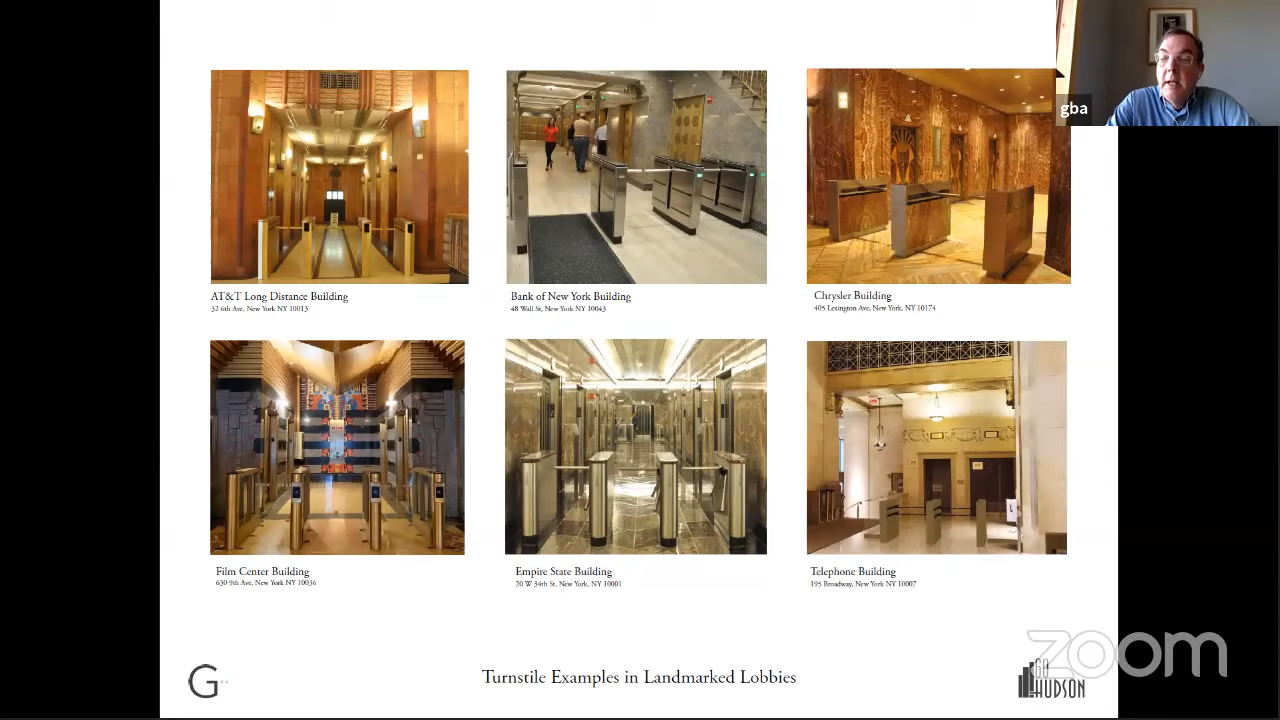 gba
AT&T Long Distance Building
32 6th Ave, New York NY 10013
Bank of New York Building
48 Wall St, New York NY 10043
Chrysler Building
405 Lexington Ave, New York, NY 10174
Film Center Building
630 9th Ave, New York NY 10036
Empire State Building
20 W 34th St, New York, NY 10001
Telephone Building
195 Broadway, New York NY 10007
G
Turnstile Examples in Landmarked Lobbies
60
HUDSON
zoom